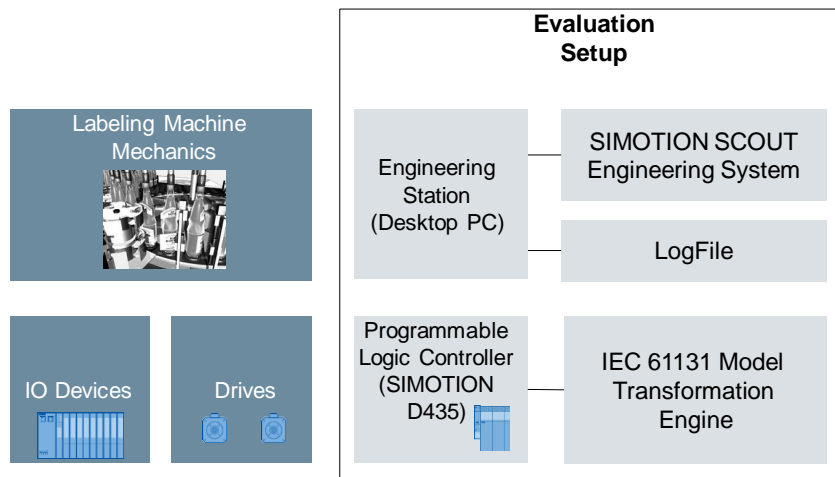 Evaluation
Setup
Labeling Machine
Mechanics
Engineering
Station
(Desktop PC)
SIMOTION SCOUT
Engineering System
LogFile
IO Devices
Drives
Programmable
Logic Controller
(SIMOTION
D435)
IEC 61131 Model
Transformation
Engine